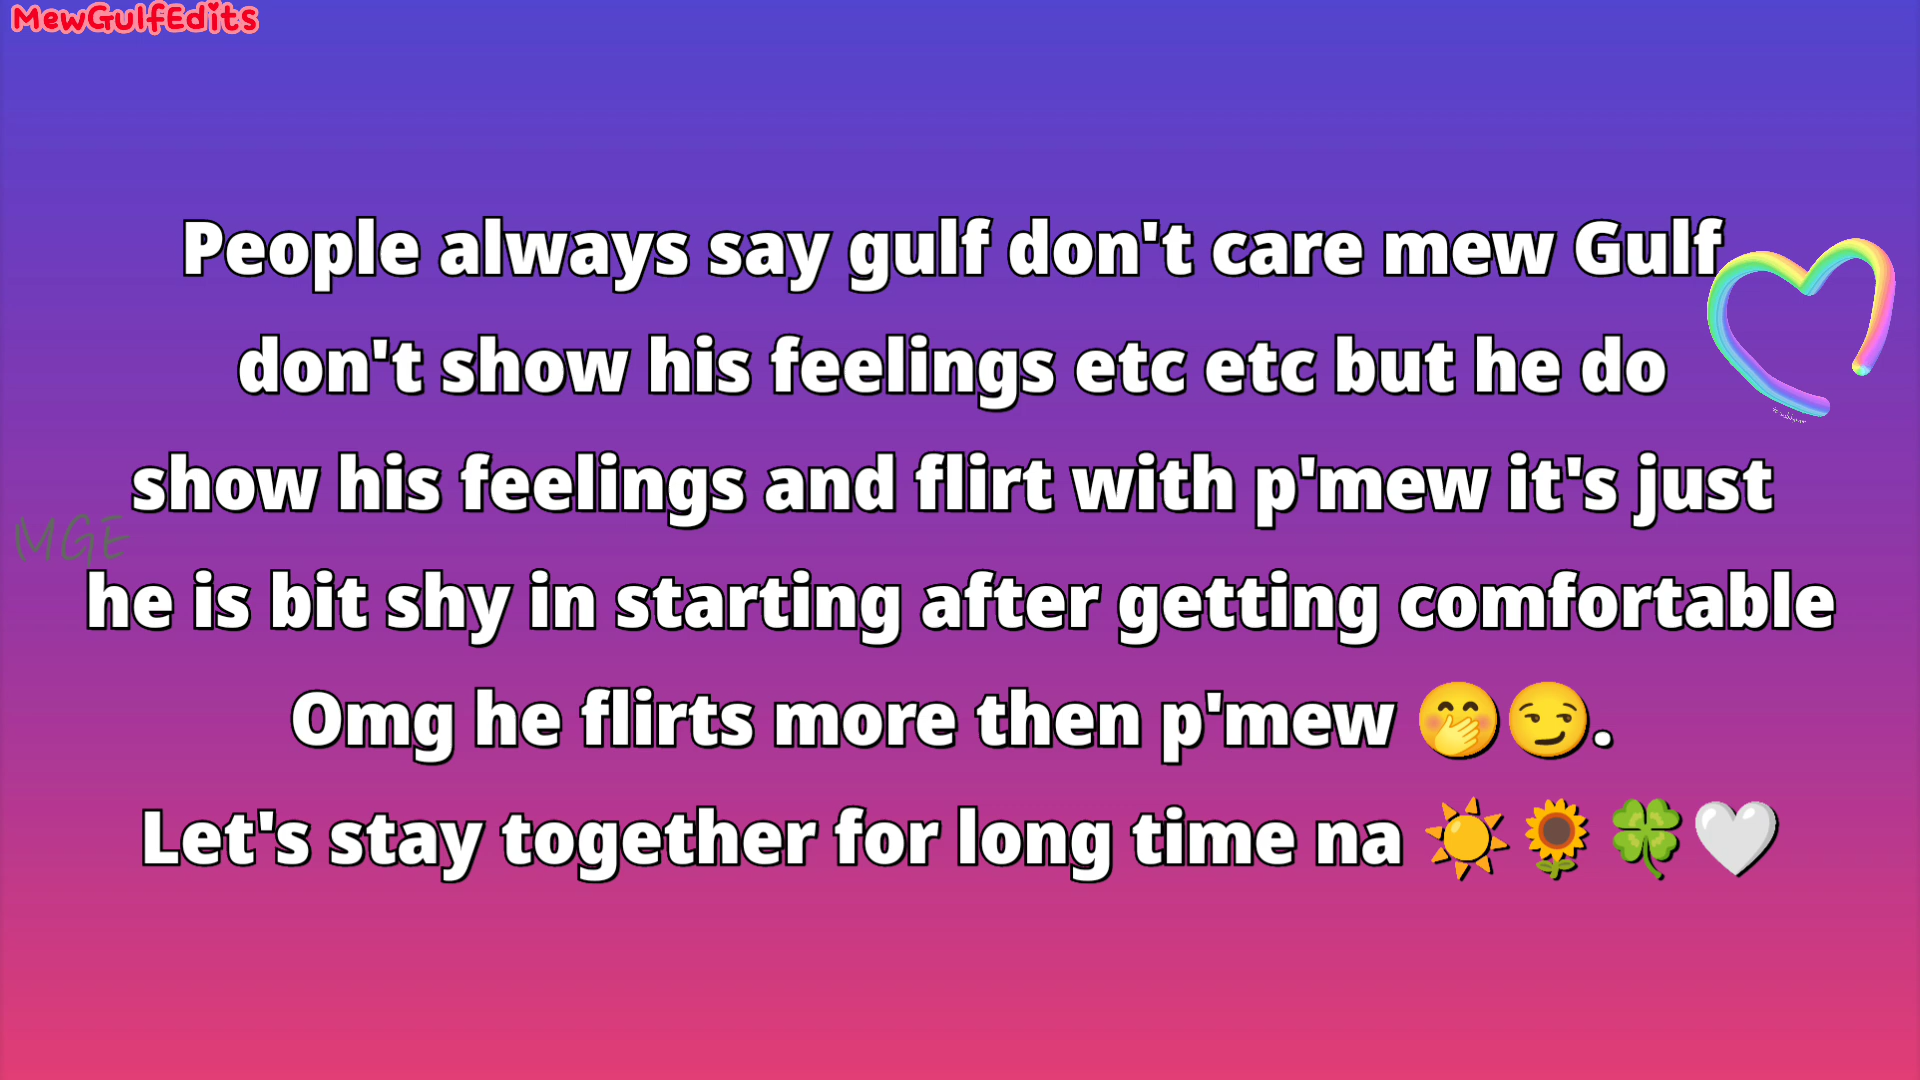 MewGulfEdits
People always say gulf don't care mew Gulf
don't show his feelings etc etc but he do
show his feelings and flirt with p'mew it's just
MGE
he is bit shy in starting after getting comfortable
Omg he flirts more then p'mew 🤭😏.
Let's stay together for long time na ☀️🌻🍀🤍